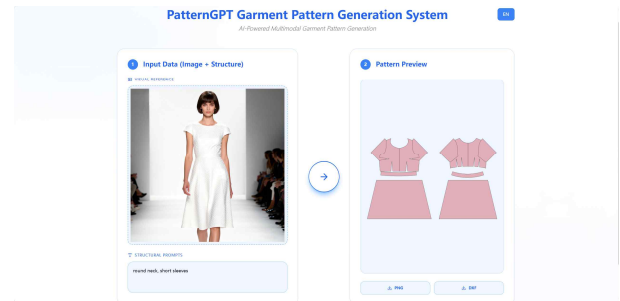 PatternGPT Garment Pattern Generation System
EN
AI-Powered Multimodal Garment Pattern Generation
1 Input Data (Image + Structure)
VISUAL REFERENCE
T STRUCTURAL PROMPTS
round neck, short sleeves
2 Pattern Preview
PNG
DXF